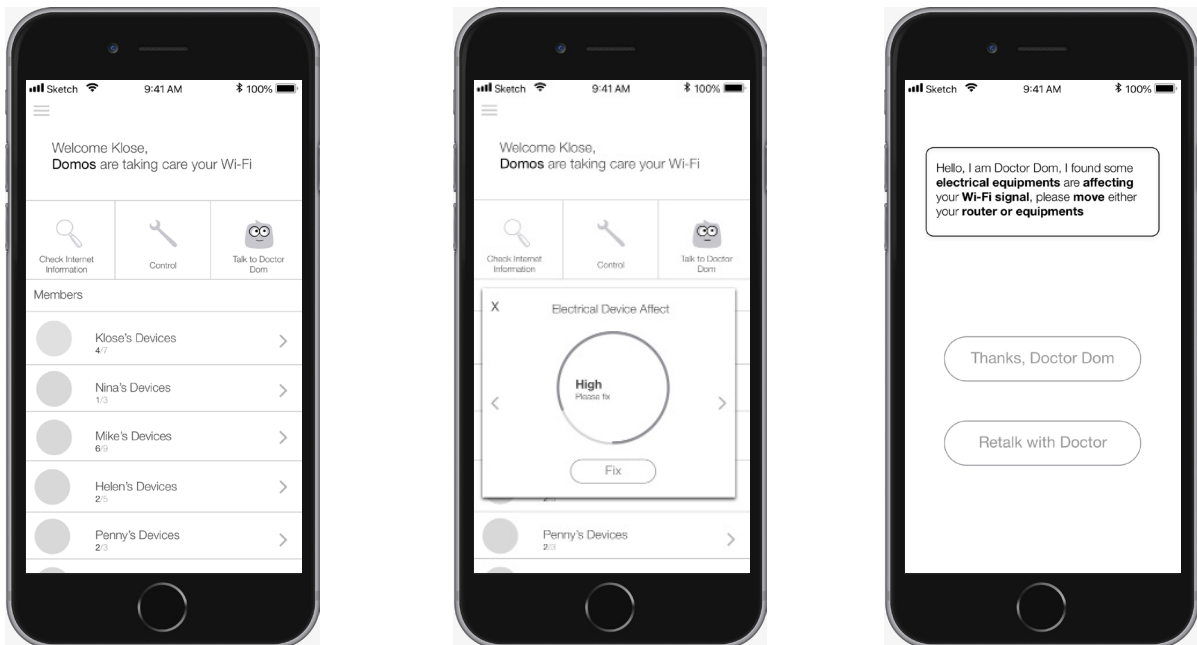 Sketch 9:41 AM 100%
Welcome Klose,
Domos are taking care your Wi-Fi
Check Internet
Information
Control
Talk to Doctor
Dom
Members
Klose's Devices
4/7
Nina's Devices
1/3
Mike's Devices
6/9
Helen's Devices
2/5
Penny's Devices
2/3
Sketch 9:41 AM 100%
Welcome Klose,
Domos are taking care your Wi-Fi
Check Internet
Information
Control
Talk to Doctor
Dom
X Electrical Device Affect
High
Please fix
Fix
Penny's Devices
2/3
Sketch 9:41 AM 100%
Hello, I am Doctor Dom, I found some
electrical equipments are affecting
your Wi-Fi signal, please move either
your router or equipments
Thanks, Doctor Dom
Retalk with Doctor